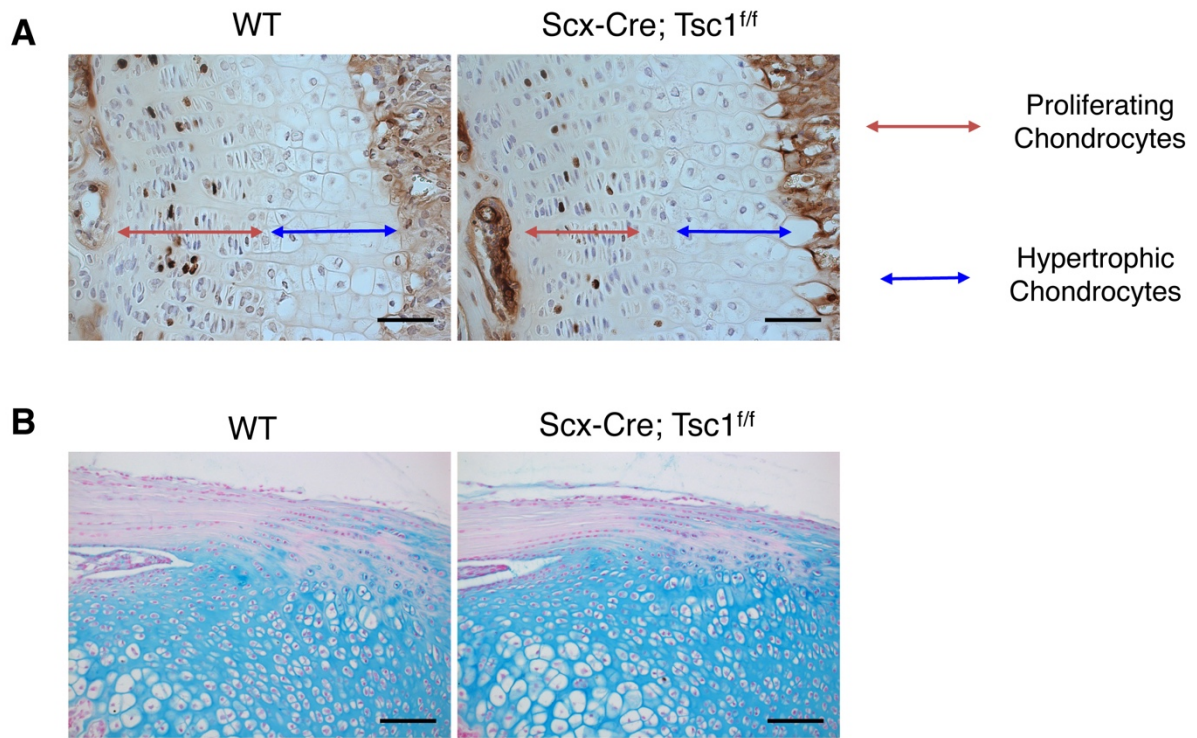 A
WT
Scx-Cre; Tsc1f/f
Proliferating
Chondrocytes
Hypertrophic
Chondrocytes
B
WT
Scx-Cre; Tsc1f/f